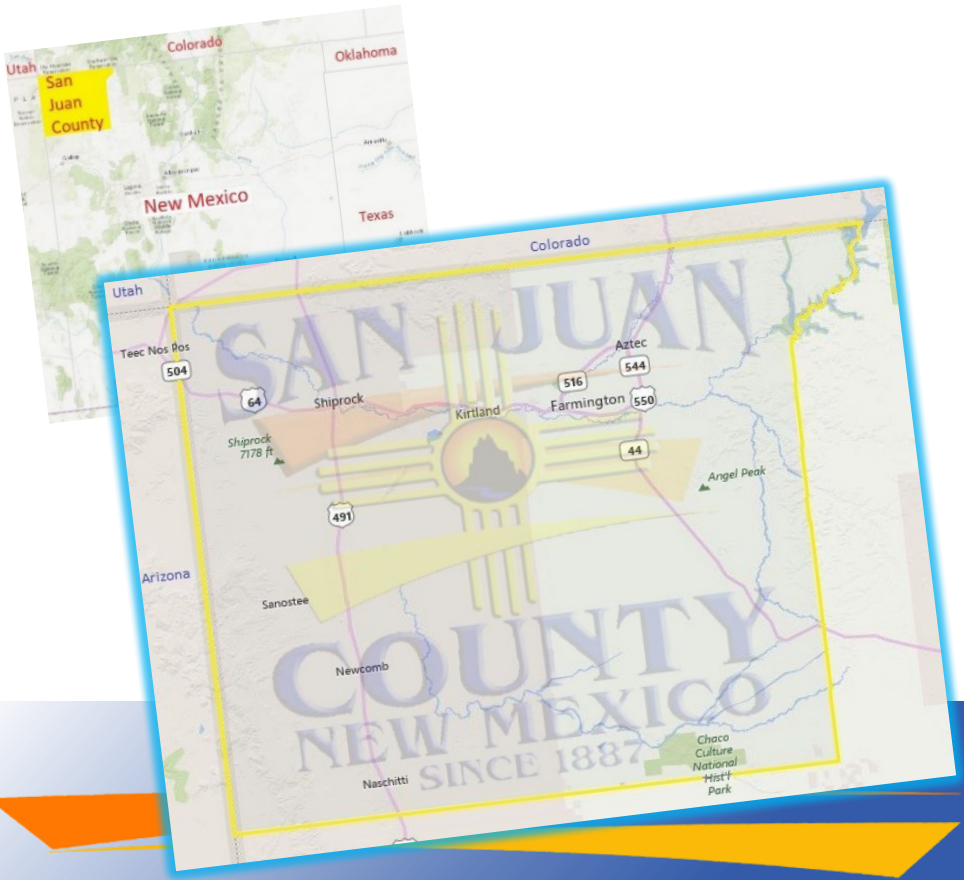 Colorado
Oklahoma
Utah
San
Juan
County
New Mexico
Texas
Colorado
Utah
Teec Nos Pos
504
SAN JUAN
Aztec
544
516
64
Shiprock
Kirtland
Farmington
550
Shiprock
7178 ft
44
Angel Peak
491
Arizona
Sanostee
COUNTY
Newcomb
NEW MEXICO
SINCE 1887
Chaco
Culture
National
Hist'l
Park
Naschitti